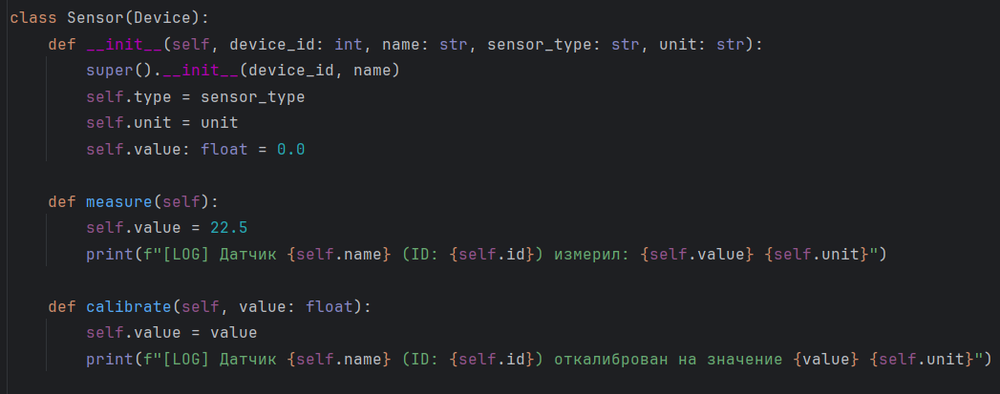 class Sensor(Device):
    def __init__(self, device_id: int, name: str, sensor_type: str, unit: str):
        super().__init__(device_id, name)
        self.type = sensor_type
        self.unit = unit
        self.value: float = 0.0

    def measure(self):
        self.value = 22.5
        print(f"[LOG] Датчик {self.name} (ID: {self.id}) измерил: {self.value} {self.unit}")

    def calibrate(self, value: float):
        self.value = value
        print(f"[LOG] Датчик {self.name} (ID: {self.id}) откалиброван на значение {value} {self.unit}")